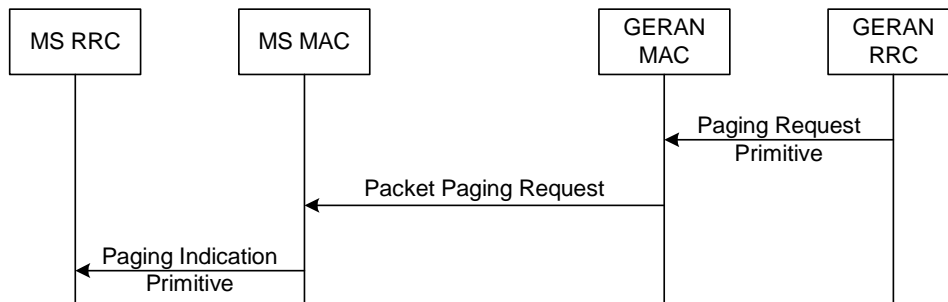 MS RRC
MS MAC
GERAN
MAC
GERAN
RRC
Paging Request
Primitive
Packet Paging Request
Paging Indication
Primitive